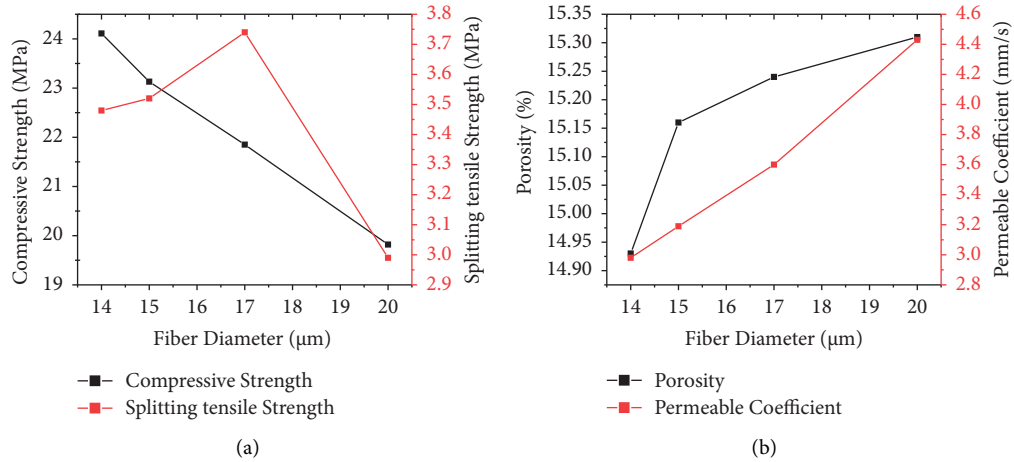 Compressive Strength (MPa)
24
23
22
21
20
19
3.8
3.7
3.6
3.5
3.4
3.3
3.2
3.1
3.0
2.9
Splitting tensile Strength (MPa)
14 15 16 17 18 19 20
Fiber Diameter (μm)
Compressive Strength
Splitting tensile Strength
(a)
Porosity (%)
15.35
15.30
15.25
15.20
15.15
15.10
15.05
15.00
14.95
14.90
4.6
4.4
4.2
4.0
3.8
3.6
3.4
3.2
3.0
2.8
Permeable Coefficient (mm/s)
14 15 16 17 18 19 20
Fiber Diameter (μm)
Porosity
Permeable Coefficient
(b)